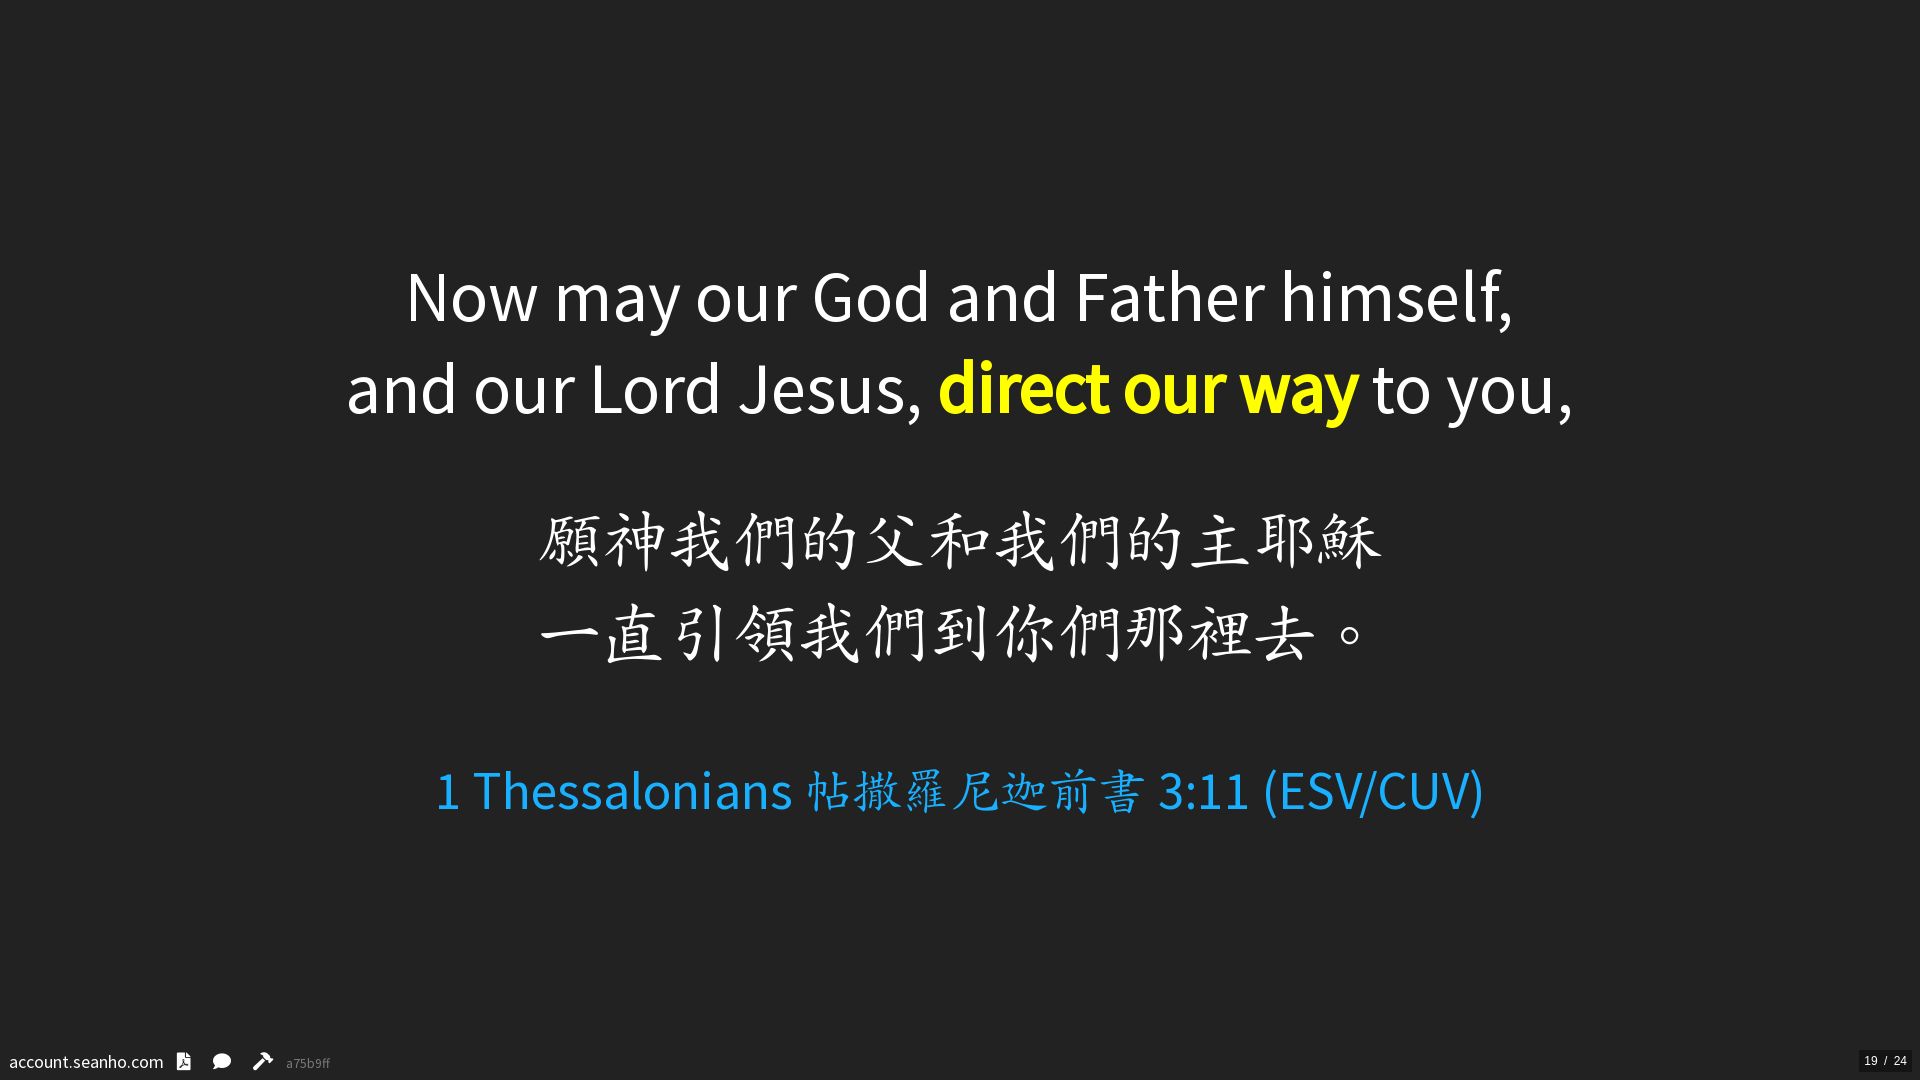 Now may our God and Father himself,
and our Lord Jesus, direct our way to you,
願神我們的父和我們的主耶穌
一直引領我們到你們那裡去。
1 Thessalonians 帖撒羅尼迦前書 3:11 (ESV/CUV)
account.seanho.com a75b9ff
19 / 24